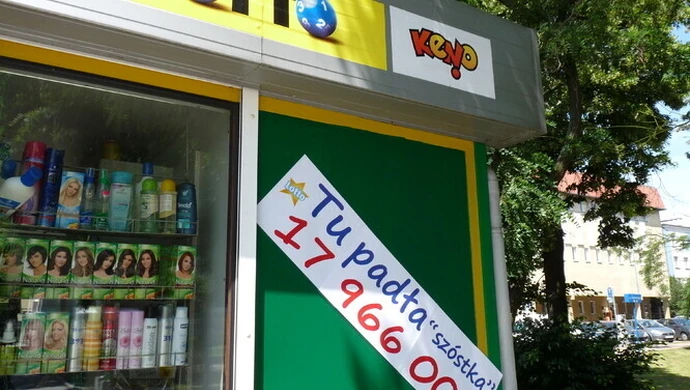 Keno
Lotto
Tu padła "szóstka"
17 966 00